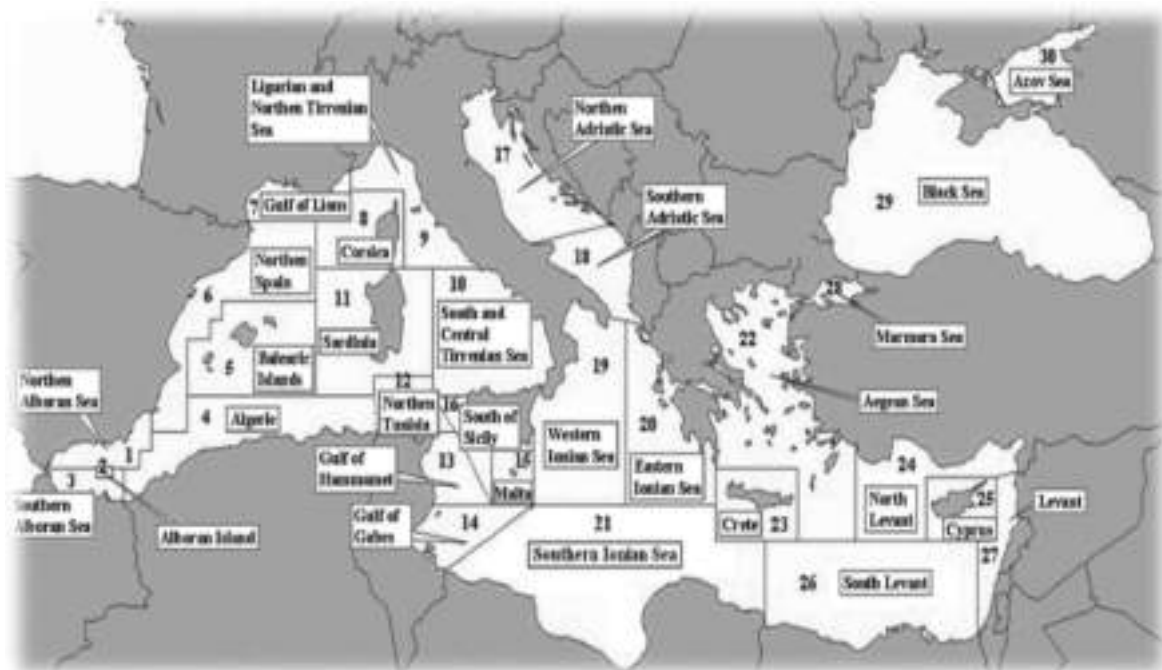 30
Azov Sea
Ligurian and
Northen Tirrenian
Sea
Northen
Adriatic Sea
17
29
Black Sea
7
Gulf of Lions
8
Corsica
9
Southern
Adriatic Sea
18
Northen
Spain
6
11
10
28
Marmara Sea
Sardinia
South and
Central
Tirrenian Sea
22
5
Balearic
Islands
19
Northen
Alboran Sea
12
Northen
Tunisia
16
South of
Sicily
Aegean Sea
4
Algeria
20
Western
Ionian Sea
1
2
3
Gulf of
Hammamet
13
15
Malta
Eastern
Ionian Sea
24
North
Levant
25
Cyprus
Levant
Southern
Alboran Sea
Alboran Island
Gulf of
Gabes
14
21
Southern Ionian Sea
Crete
23
27
26
South Levant